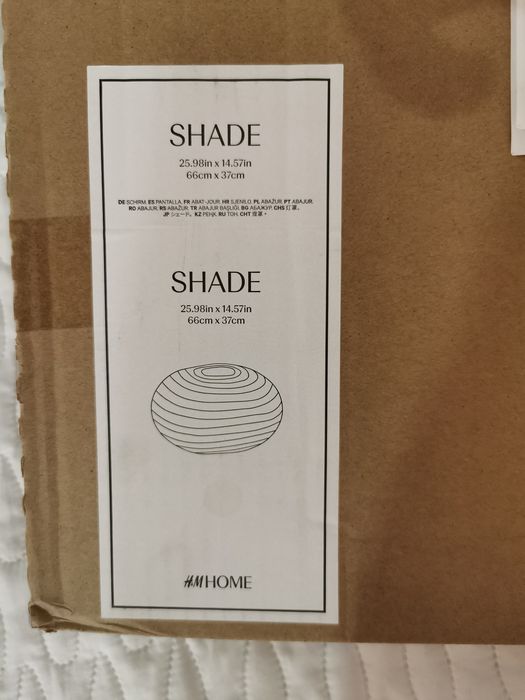 SHADE
25.98in x 14.57in
66cm x 37cm
DE SCHIRM. ES PANTALLA. FR ABAT-JOUR. HR SJENILO. PL ABAŻUR. PT ABAJUR.
RO ABAJUR. RS ABAŽUR. TR ABAJUR BAŞLIĞI. BG АБАЖУР. CHS 灯罩。
JP シェード。 KZ РЕҢК. RU ТОН. CHT 燈罩。
SHADE
25.98in x 14.57in
66cm x 37cm
H&M HOME